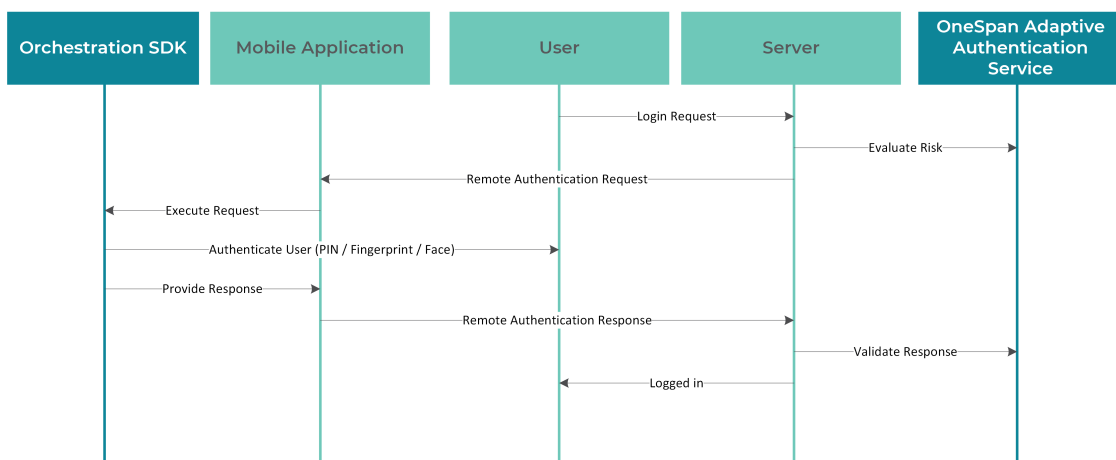 Orchestration SDK
Mobile Application
User
Server
OneSpan Adaptive
Authentication
Service
Login Request
Evaluate Risk
Remote Authentication Request
Execute Request
Authenticate User (PIN / Fingerprint / Face)
Provide Response
Remote Authentication Response
Validate Response
Logged in